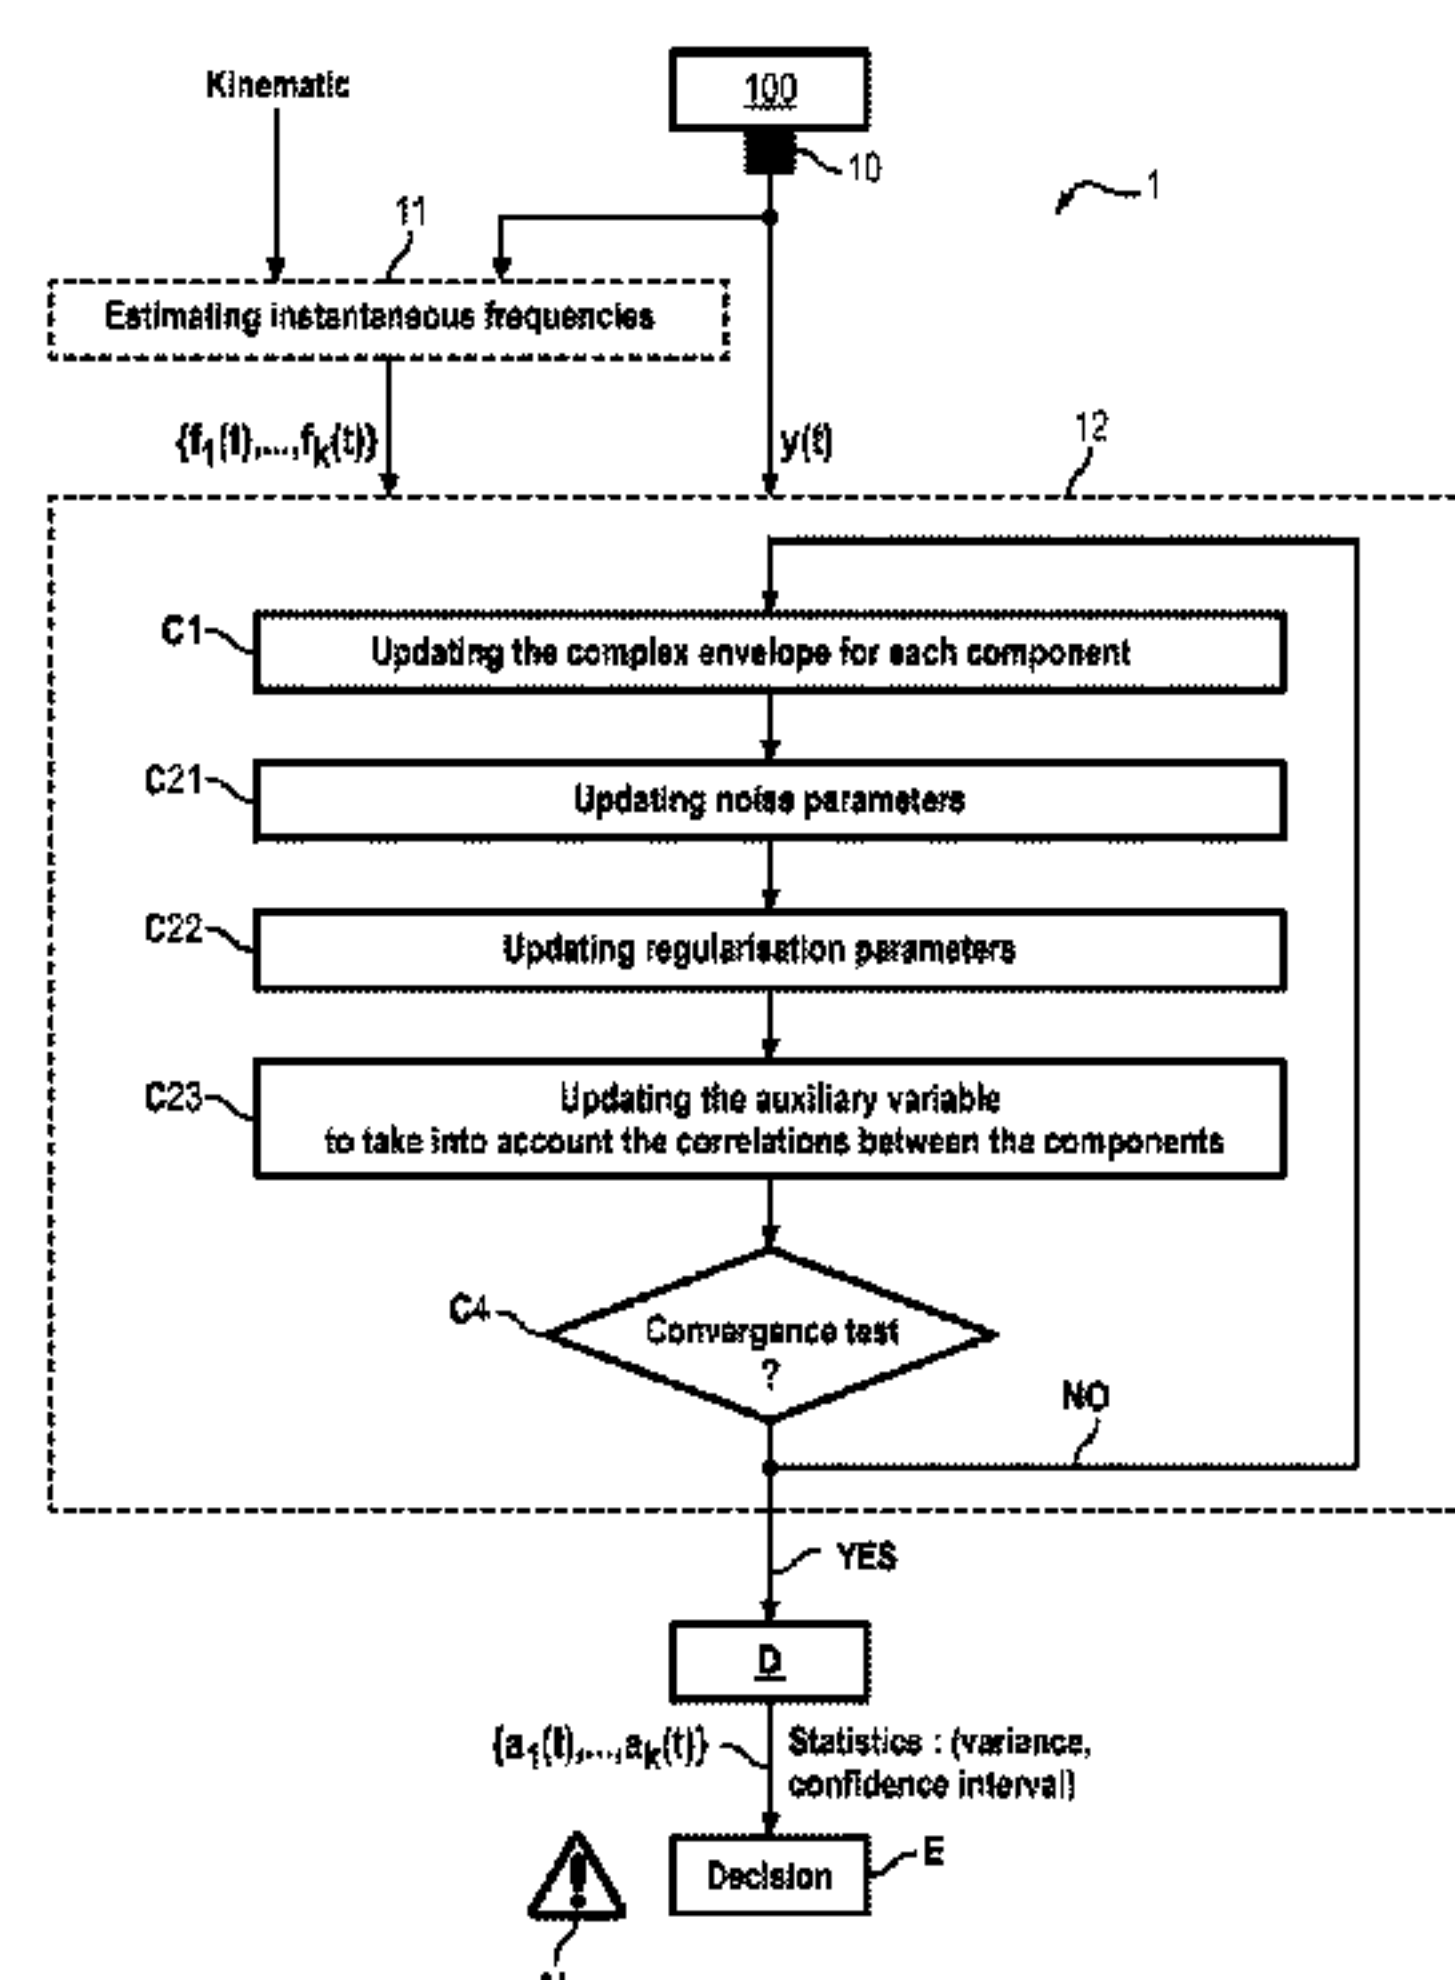 Kinematic
100
10
1
11
Estimating instantaneous frequencies
{f1(t),...,fk(t)}
y(t)
12
C1
Updating the complex envelope for each component
C21
Updating noise parameters
C22
Updating regularisation parameters
C23
Updating the auxiliary variable
to take into account the correlations between the components
C4
Convergence test
?
NO
YES
D
{a1(t),...,ak(t)}
Statistics : (variance,
confidence interval)
Decision
E